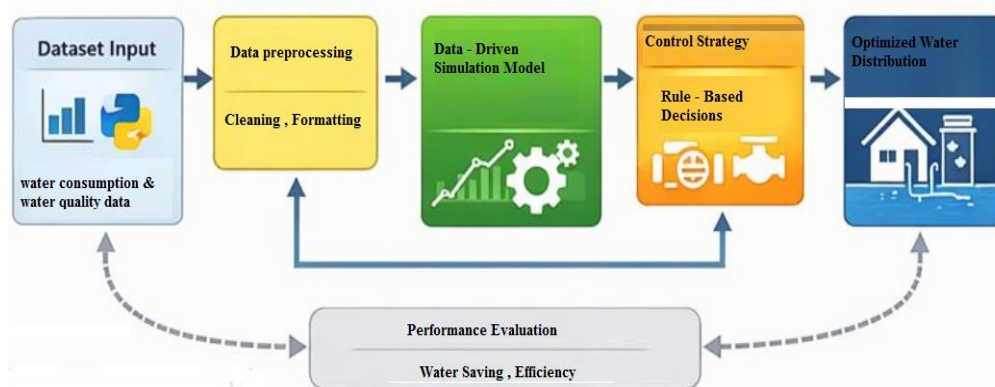 Dataset Input
water consumption &
water quality data
Data preprocessing
Cleaning , Formatting
Data - Driven
Simulation Model
Control Strategy
Rule - Based
Decisions
Optimized Water
Distribution
Performance Evaluation
Water Saving , Efficiency